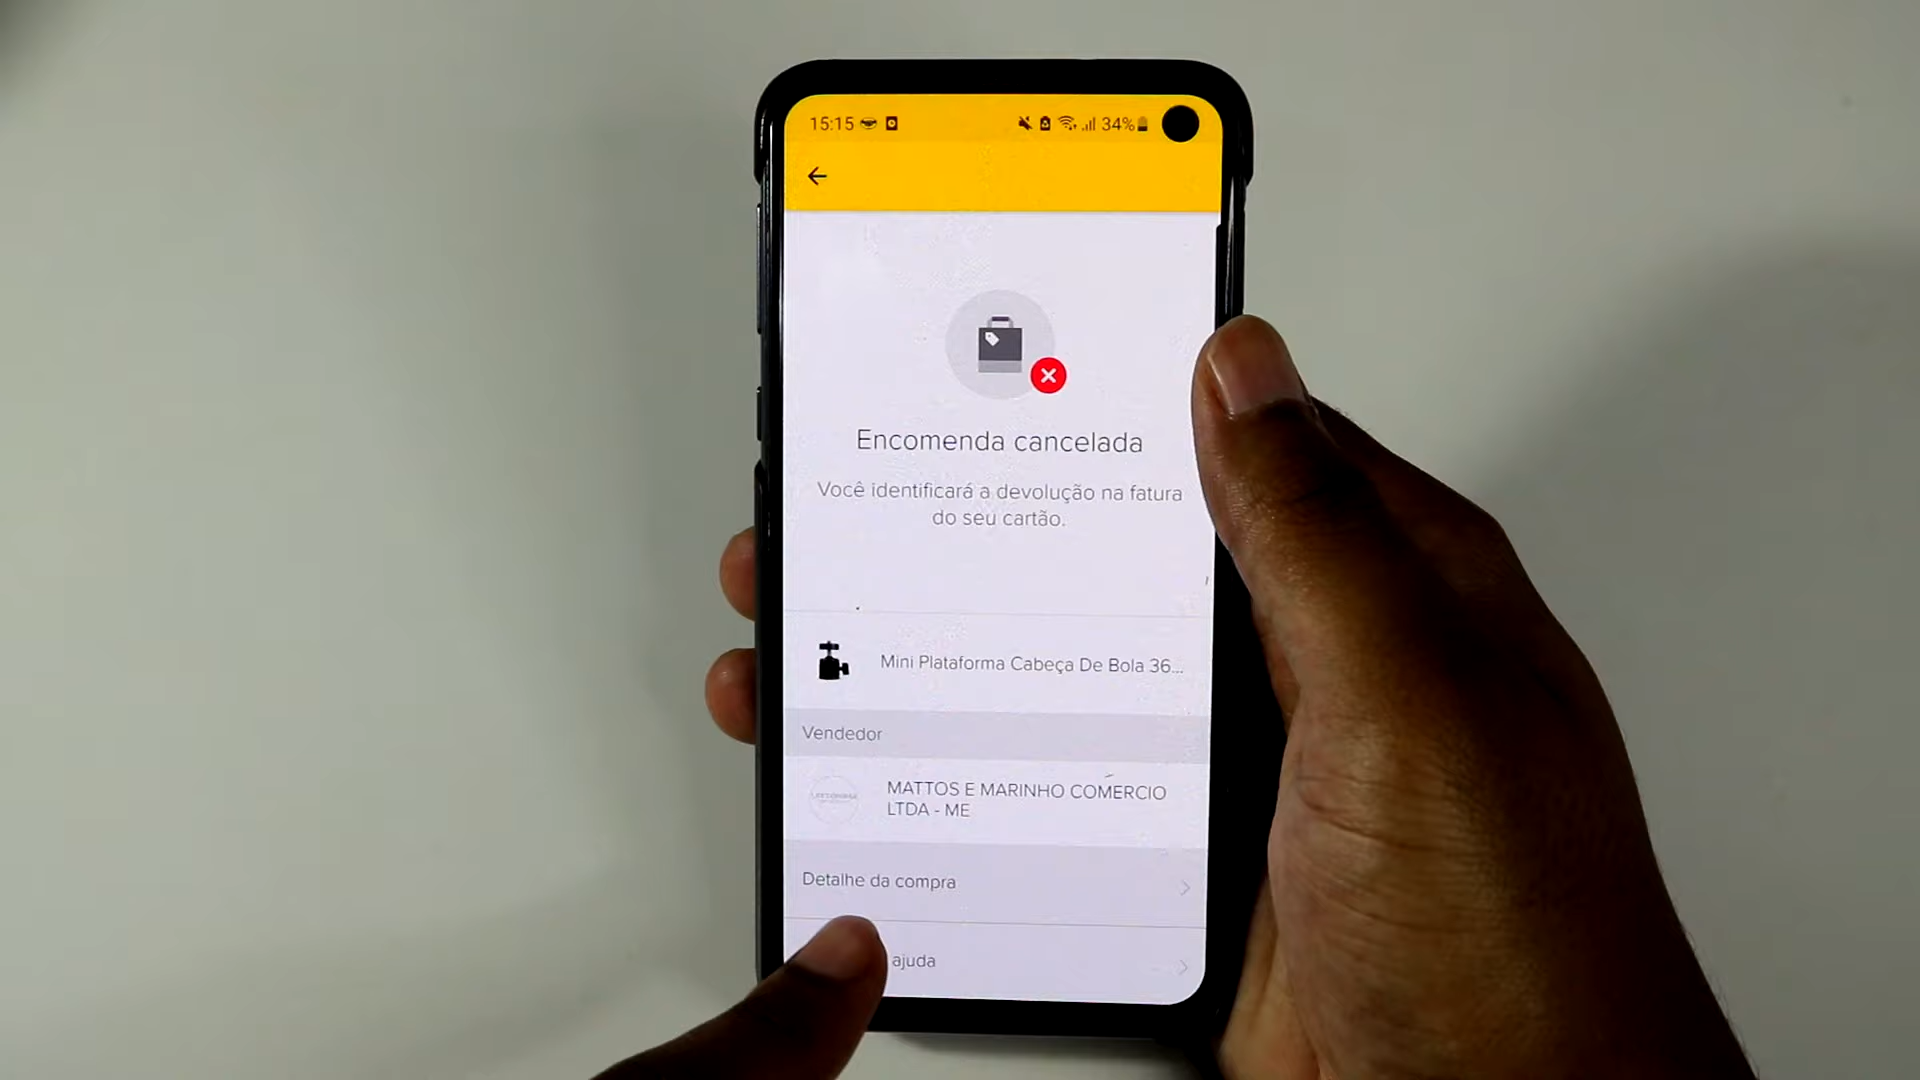 15:15
34%
Encomenda cancelada
Você identificará a devolução na fatura
do seu cartão.
Mini Plataforma Cabeça De Bola 36...
Vendedor
MATTOS E MARINHO COMERCIO
LTDA - ME
Detalhe da compra
ajuda